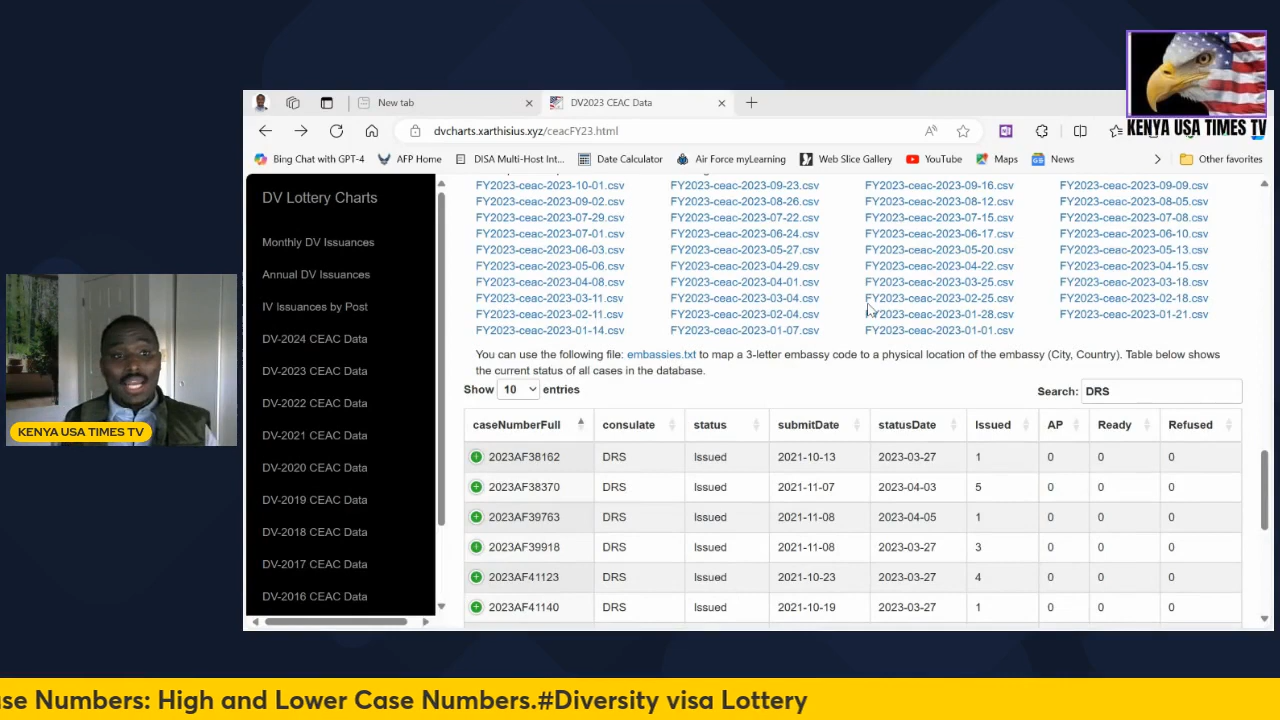 New tab
DV2023 CEAC Data
dvcharts.xarthisius.xyz/ceacFY23.html
KENYA USA TIMES TV
Bing Chat with GPT-4 AFP Home DISA Multi-Host Int... Date Calculator Air Force myLearning Web Slice Gallery YouTube Maps News Other favorites
DV Lottery Charts
Monthly DV Issuances
Annual DV Issuances
IV Issuances by Post
DV-2024 CEAC Data
DV-2023 CEAC Data
DV-2022 CEAC Data
DV-2021 CEAC Data
DV-2020 CEAC Data
DV-2019 CEAC Data
DV-2018 CEAC Data
DV-2017 CEAC Data
DV-2016 CEAC Data
FY2023-ceac-2023-10-01.csv FY2023-ceac-2023-09-23.csv FY2023-ceac-2023-09-16.csv FY2023-ceac-2023-09-09.csv
FY2023-ceac-2023-09-02.csv FY2023-ceac-2023-08-26.csv FY2023-ceac-2023-08-12.csv FY2023-ceac-2023-08-05.csv
FY2023-ceac-2023-07-29.csv FY2023-ceac-2023-07-22.csv FY2023-ceac-2023-07-15.csv FY2023-ceac-2023-07-08.csv
FY2023-ceac-2023-07-01.csv FY2023-ceac-2023-06-24.csv FY2023-ceac-2023-06-17.csv FY2023-ceac-2023-06-10.csv
FY2023-ceac-2023-06-03.csv FY2023-ceac-2023-05-27.csv FY2023-ceac-2023-05-20.csv FY2023-ceac-2023-05-13.csv
FY2023-ceac-2023-05-06.csv FY2023-ceac-2023-04-29.csv FY2023-ceac-2023-04-22.csv FY2023-ceac-2023-04-15.csv
FY2023-ceac-2023-04-08.csv FY2023-ceac-2023-04-01.csv FY2023-ceac-2023-03-25.csv FY2023-ceac-2023-03-18.csv
FY2023-ceac-2023-03-11.csv FY2023-ceac-2023-03-04.csv FY2023-ceac-2023-02-25.csv FY2023-ceac-2023-02-18.csv
FY2023-ceac-2023-02-11.csv FY2023-ceac-2023-02-04.csv FY2023-ceac-2023-01-28.csv FY2023-ceac-2023-01-21.csv
FY2023-ceac-2023-01-14.csv FY2023-ceac-2023-01-07.csv FY2023-ceac-2023-01-01.csv
You can use the following file: embassies.txt to map a 3-letter embassy code to a physical location of the embassy (City, Country). Table below shows
the current status of all cases in the database.
Show 10 entries Search: DRS
caseNumberFull consulate status submitDate statusDate Issued AP Ready Refused
2023AF38162 DRS Issued 2021-10-13 2023-03-27 1 0 0 0
2023AF38370 DRS Issued 2021-11-07 2023-04-03 5 0 0 0
2023AF39763 DRS Issued 2021-11-08 2023-04-05 1 0 0 0
2023AF39918 DRS Issued 2021-11-08 2023-03-27 3 0 0 0
2023AF41123 DRS Issued 2021-10-23 2023-03-27 4 0 0 0
2023AF41140 DRS Issued 2021-10-19 2023-03-27 1 0 0 0
KENYA USA TIMES TV
se Numbers: High and Lower Case Numbers.#Diversity visa Lottery